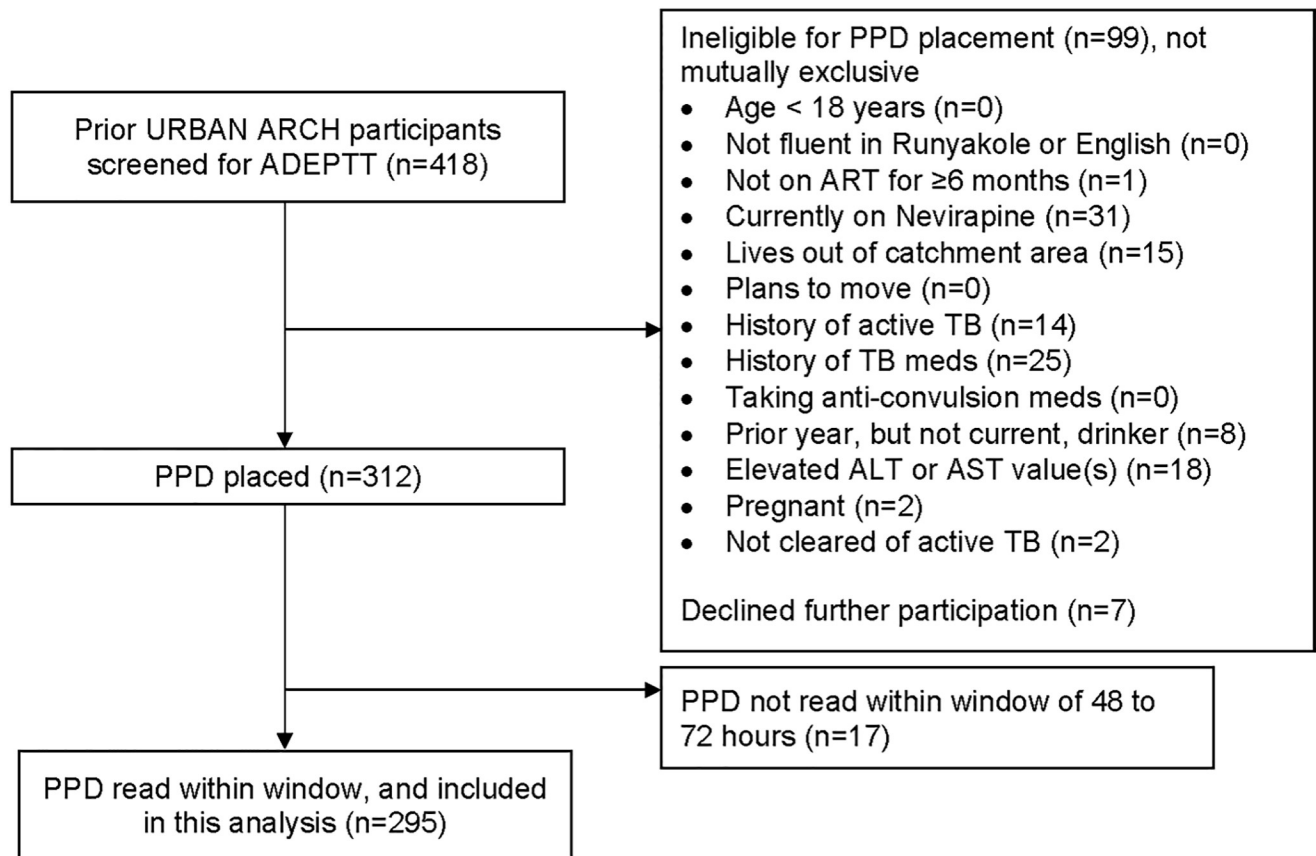 Prior URBAN ARCH participants
screened for ADEPTT (n=418)
Ineligible for PPD placement (n=99), not
mutually exclusive
• Age < 18 years (n=0)
• Not fluent in Runyakole or English (n=0)
• Not on ART for ≥6 months (n=1)
• Currently on Nevirapine (n=31)
• Lives out of catchment area (n=15)
• Plans to move (n=0)
• History of active TB (n=14)
• History of TB meds (n=25)
• Taking anti-convulsion meds (n=0)
• Prior year, but not current, drinker (n=8)
• Elevated ALT or AST value(s) (n=18)
• Pregnant (n=2)
• Not cleared of active TB (n=2)
Declined further participation (n=7)
PPD placed (n=312)
PPD not read within window of 48 to
72 hours (n=17)
PPD read within window, and included
in this analysis (n=295)